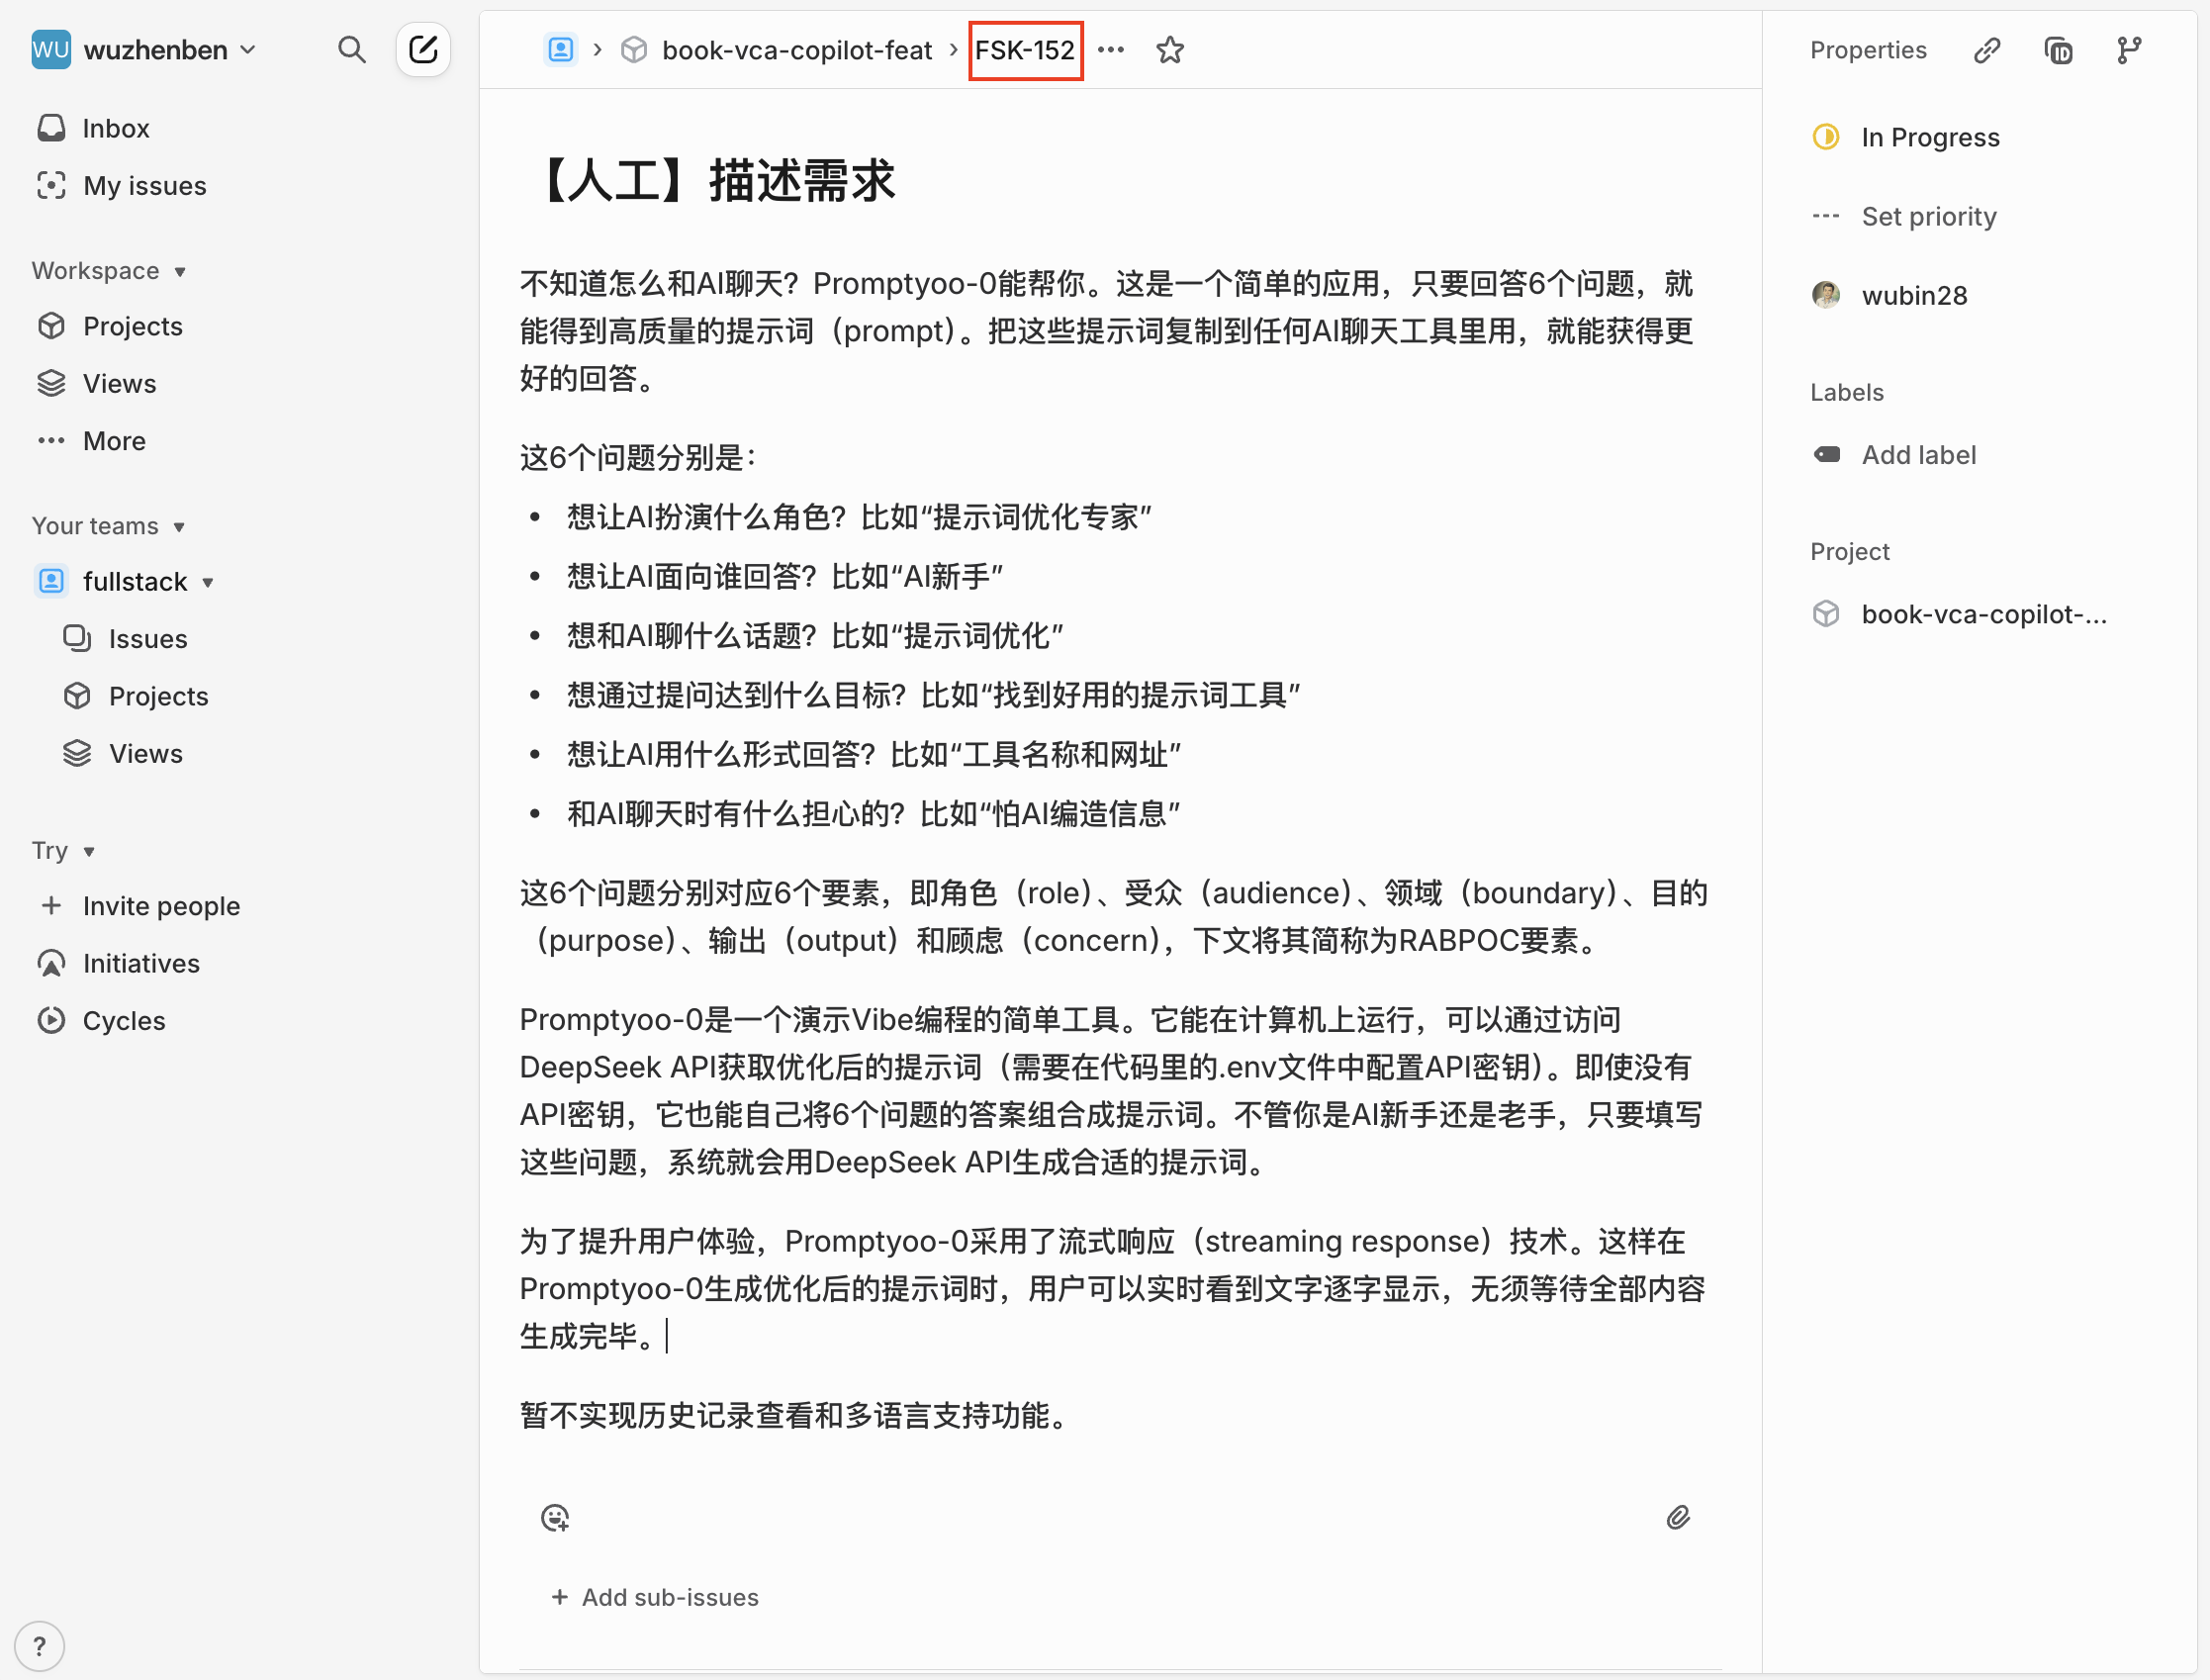 WU wuzhenben
Inbox
My issues
Workspace
Projects
Views
More
Your teams
fullstack
Issues
Projects
Views
Try
Invite people
Initiatives
Cycles
?
book-vca-copilot-feat › FSK-152
【人工】描述需求
不知道怎么和AI聊天？Promptyoo-0能帮你。这是一个简单的应用，只要回答6个问题，就
能得到高质量的提示词（prompt）。把这些提示词复制到任何AI聊天工具里用，就能获得更
好的回答。
这6个问题分别是：
• 想让AI扮演什么角色？比如“提示词优化专家”
• 想让AI面向谁回答？比如“AI新手”
• 想和AI聊什么话题？比如“提示词优化”
• 想通过提问达到什么目标？比如“找到好用的提示词工具”
• 想让AI用什么形式回答？比如“工具名称和网址”
• 和AI聊天时有什么担心的？比如“怕AI编造信息”
这6个问题分别对应6个要素，即角色（role）、受众（audience）、领域（boundary）、目的
（purpose）、输出（output）和顾虑（concern），下文将其简称为RABPOC要素。
Promptyoo-0是一个演示Vibe编程的简单工具。它能在计算机上运行，可以通过访问
DeepSeek API获取优化后的提示词（需要在代码里的.env文件中配置API密钥）。即使没有
API密钥，它也能自己将6个问题的答案组合成提示词。不管你是AI新手还是老手，只要填写
这些问题，系统就会用DeepSeek API生成合适的提示词。
为了提升用户体验，Promptyoo-0采用了流式响应（streaming response）技术。这样在
Promptyoo-0生成优化后的提示词时，用户可以实时看到文字逐字显示，无须等待全部内容
生成完毕。
暂不实现历史记录查看和多语言支持功能。
+ Add sub-issues
Properties
In Progress
Set priority
wubin28
Labels
Add label
Project
book-vca-copilot-...